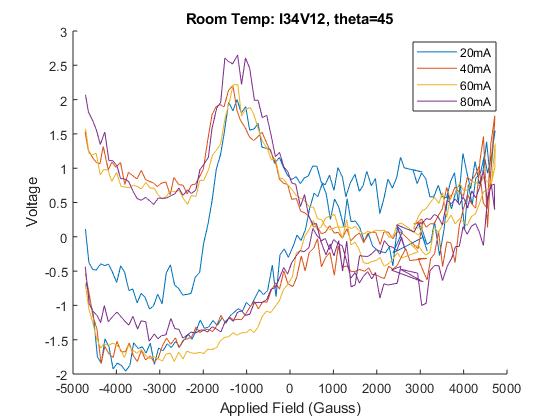 Room Temp: I34V12, theta=45
3
2.5
2
1.5
1
0.5
0
-0.5
-1
-1.5
-2
Voltage
20mA
40mA
60mA
80mA
-5000 -4000 -3000 -2000 -1000 0 1000 2000 3000 4000 5000
Applied Field (Gauss)